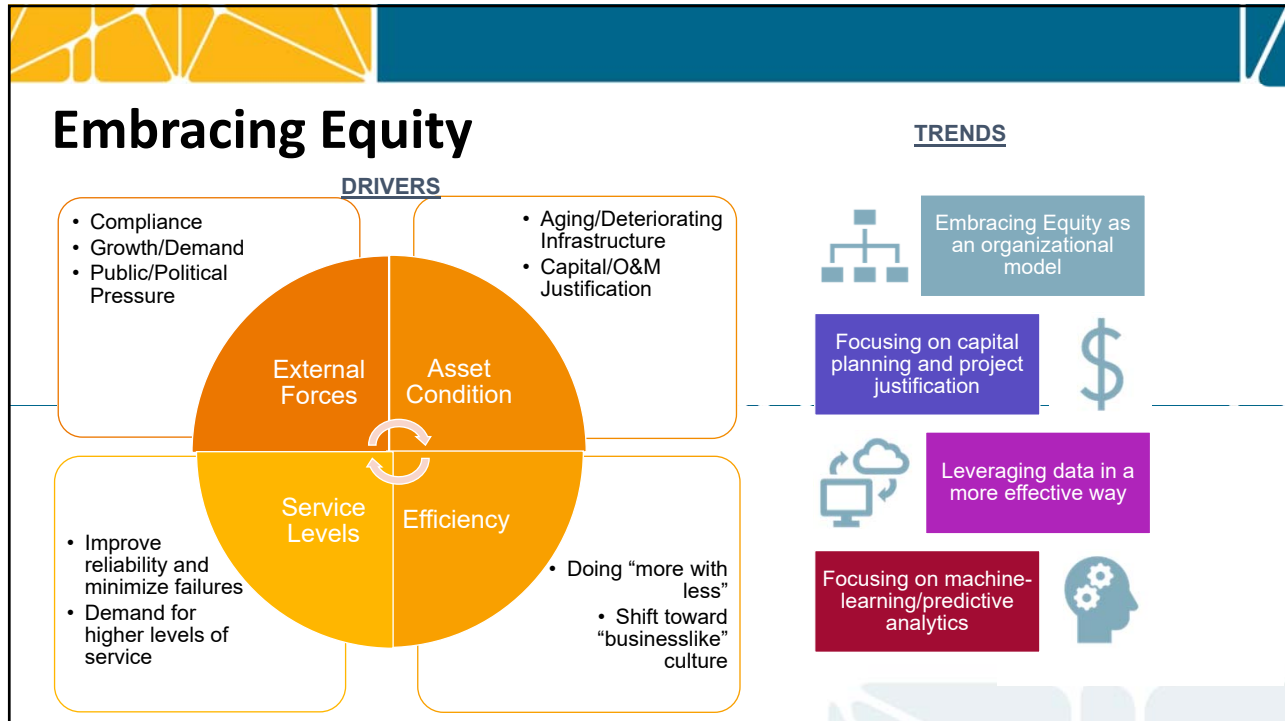 Embracing Equity
DRIVERS
• Compliance
• Growth/Demand
• Public/Political
Pressure
• Aging/Deteriorating
Infrastructure
• Capital/O&M
Justification
External
Forces
Asset
Condition
Service
Levels
Efficiency
• Improve
reliability and
minimize failures
• Demand for
higher levels of
service
• Doing “more with
less”
• Shift toward
“businesslike”
culture
TRENDS
Embracing Equity as
an organizational
model
Focusing on capital
planning and project
justification
$
Leveraging data in a
more effective way
Focusing on machine-
learning/predictive
analytics